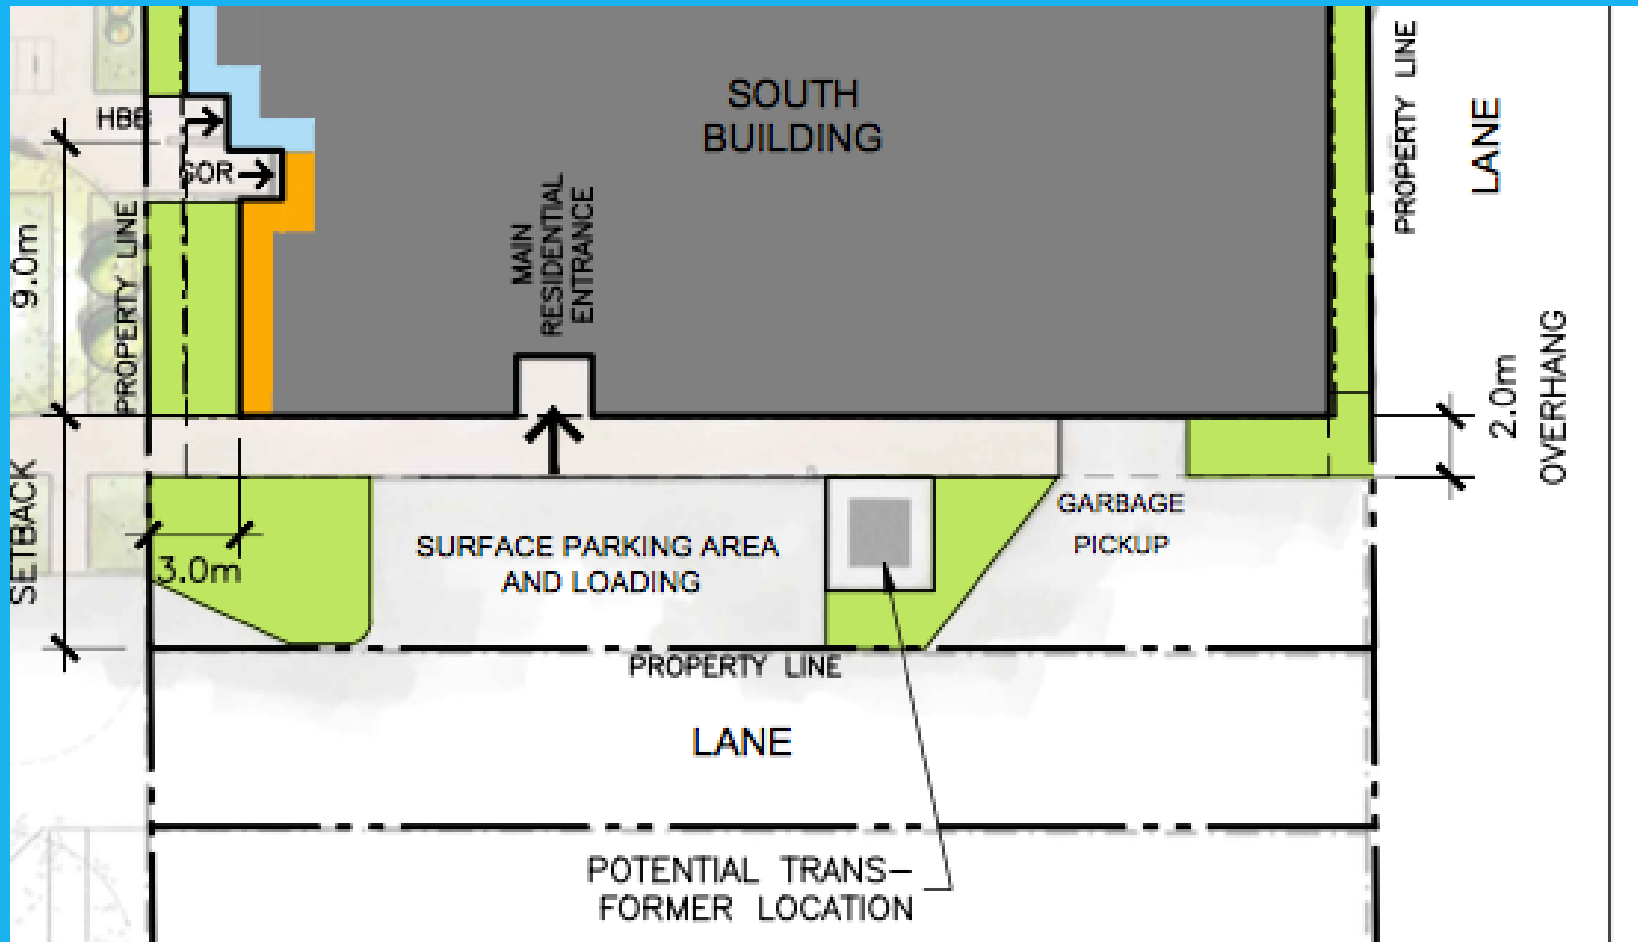 SOUTH
BUILDING
PROPERTY LINE
LANE
HBB
SOR
MAIN
RESIDENTIAL
ENTRANCE
PROPERTY LINE
9.0m
2.0m
OVERHANG
SETBACK
3.0m
SURFACE PARKING AREA
AND LOADING
GARBAGE
PICKUP
PROPERTY LINE
LANE
POTENTIAL TRANS-
FORMER LOCATION